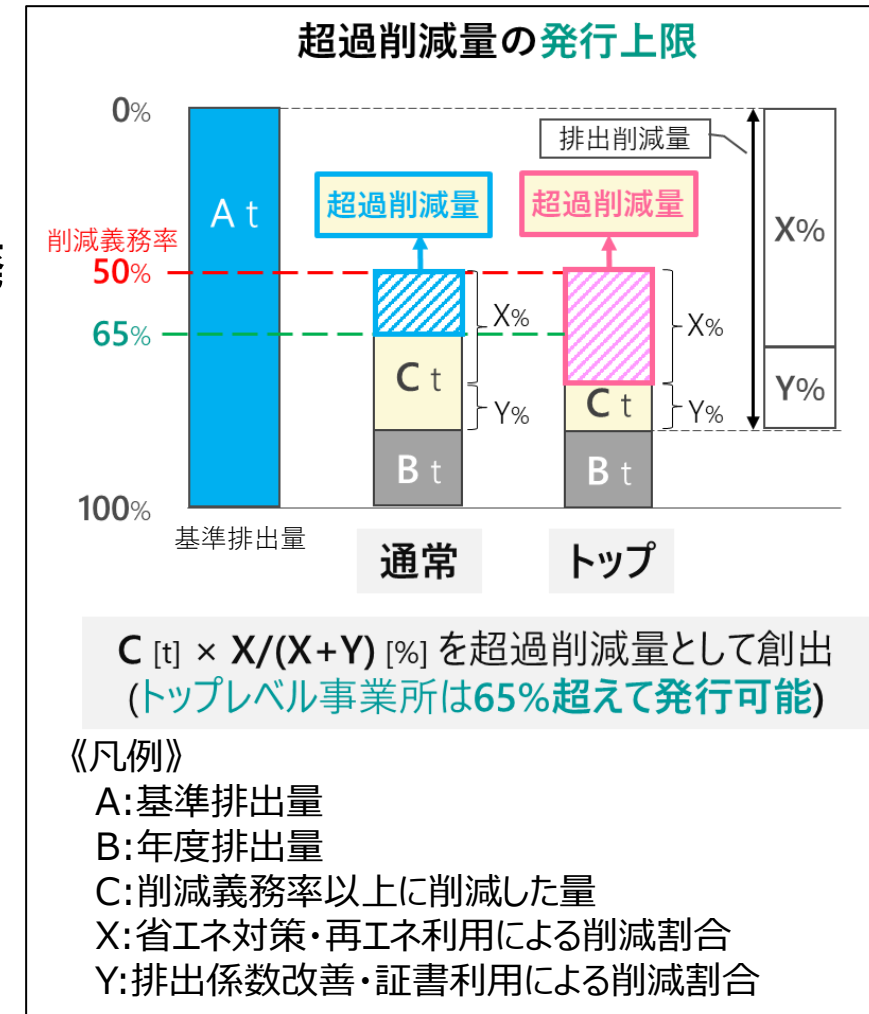 超過削減量の発行上限
0%
排出削減量
A t
超過削減量
超過削減量
X%
削減義務率
50%
X%
X%
65%
C t
C t
Y%
Y%
Y%
B t
B t
100%
基準排出量
通常
トップ
C [t] × X/(X+Y) [%] を超過削減量として創出
(トップレベル事業所は65%超えて発行可能)
《凡例》
A:基準排出量
B:年度排出量
C:削減義務率以上に削減した量
X:省エネ対策・再エネ利用による削減割合
Y:排出係数改善・証書利用による削減割合